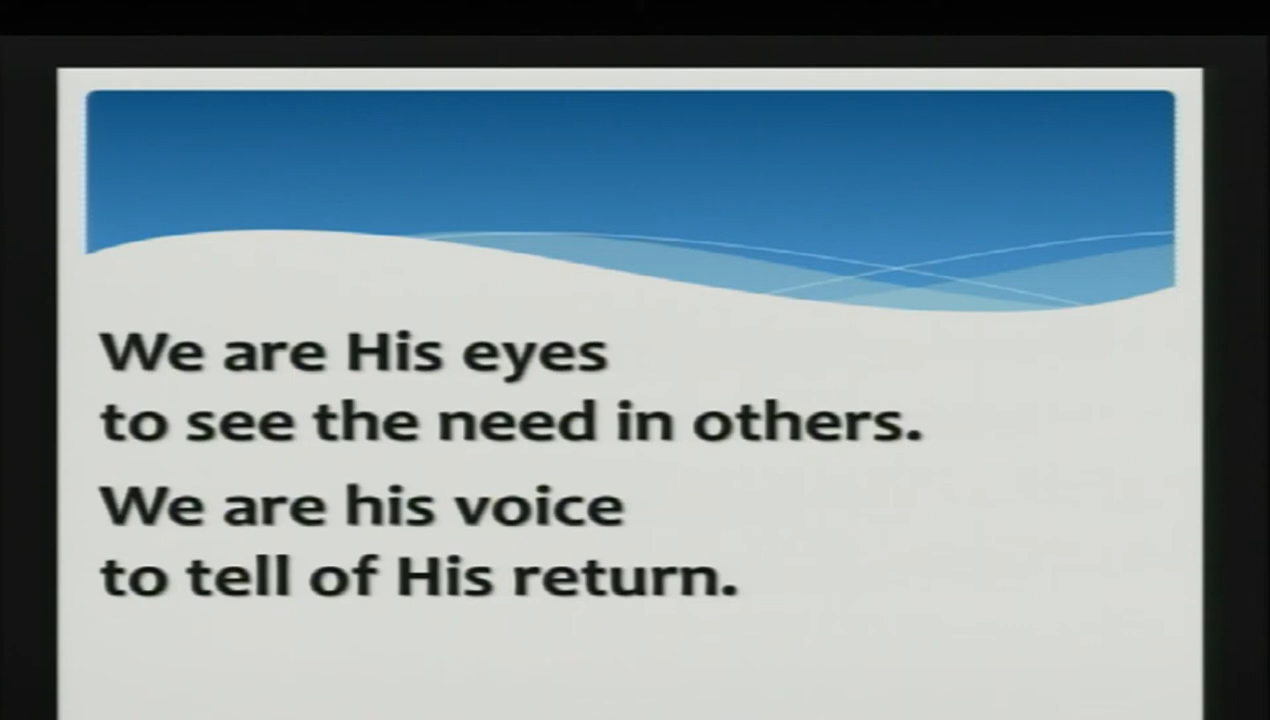 We are His eyes
to see the need in others.
We are his voice
to tell of His return.